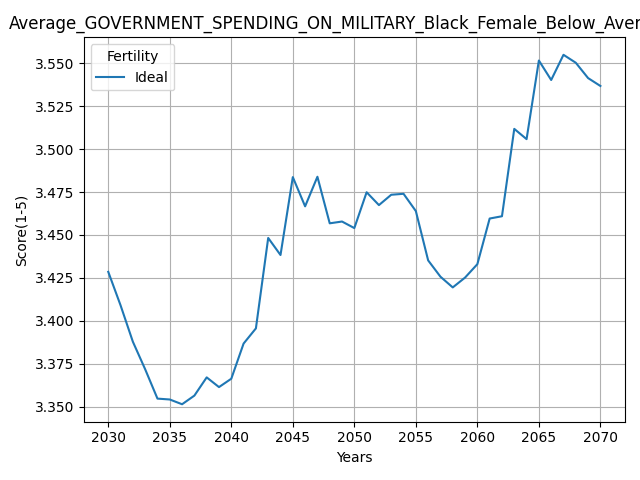 Average_GOVERNMENT_SPENDING_ON_MILITARY_Black_Female_Below_Aver
Fertility
Ideal
3.550
3.525
3.500
3.475
3.450
3.425
3.400
3.375
3.350
Score(1-5)
2030 2035 2040 2045 2050 2055 2060 2065 2070
Years